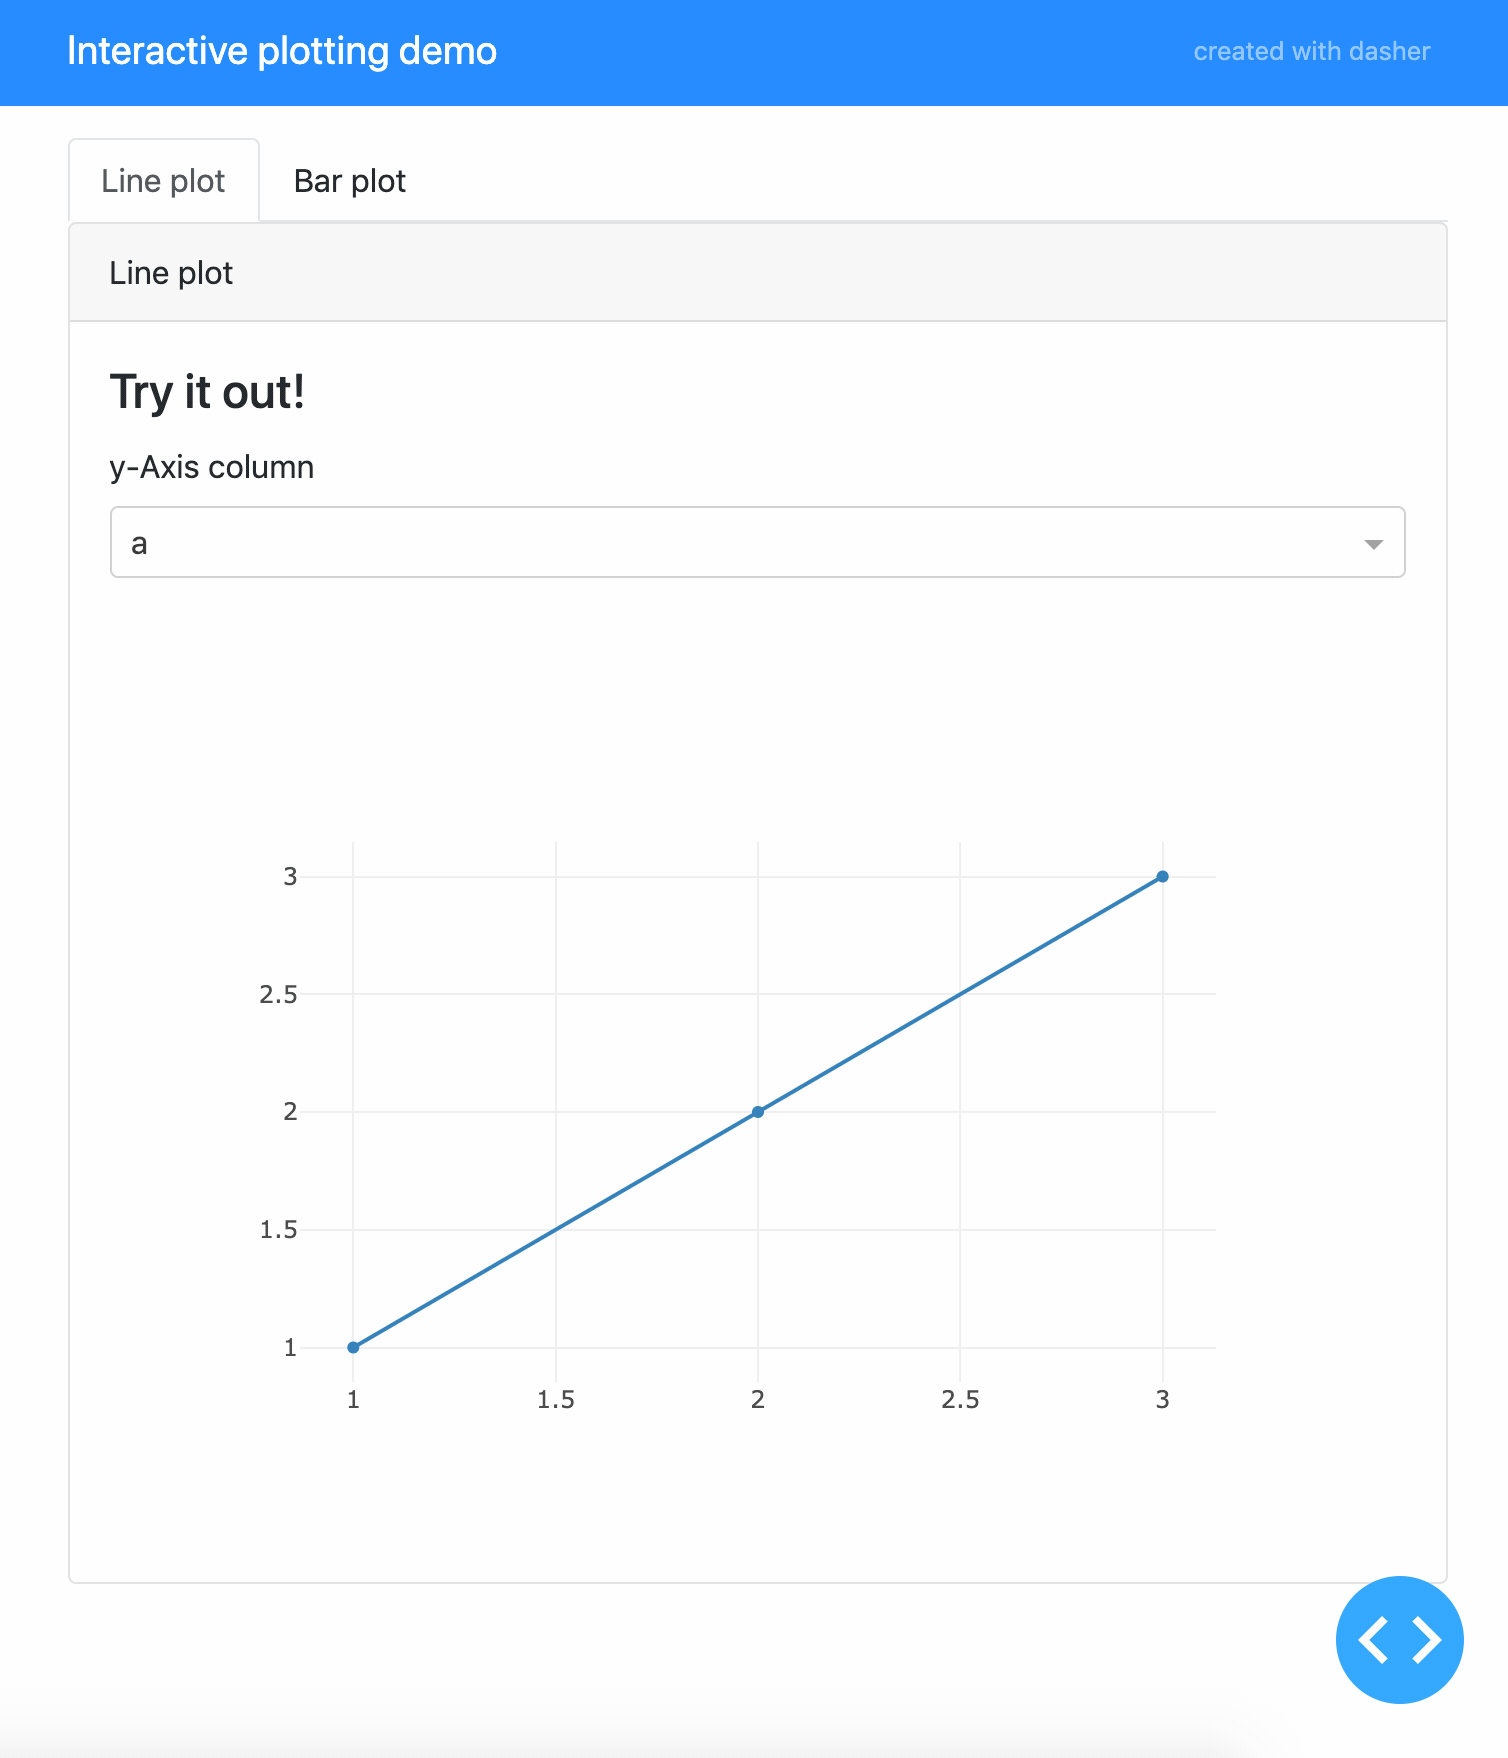 Interactive plotting demo
created with dasher
Line plot
Bar plot
Line plot
Try it out!
y-Axis column
a
3
2.5
2
1.5
1
1 1.5 2 2.5 3